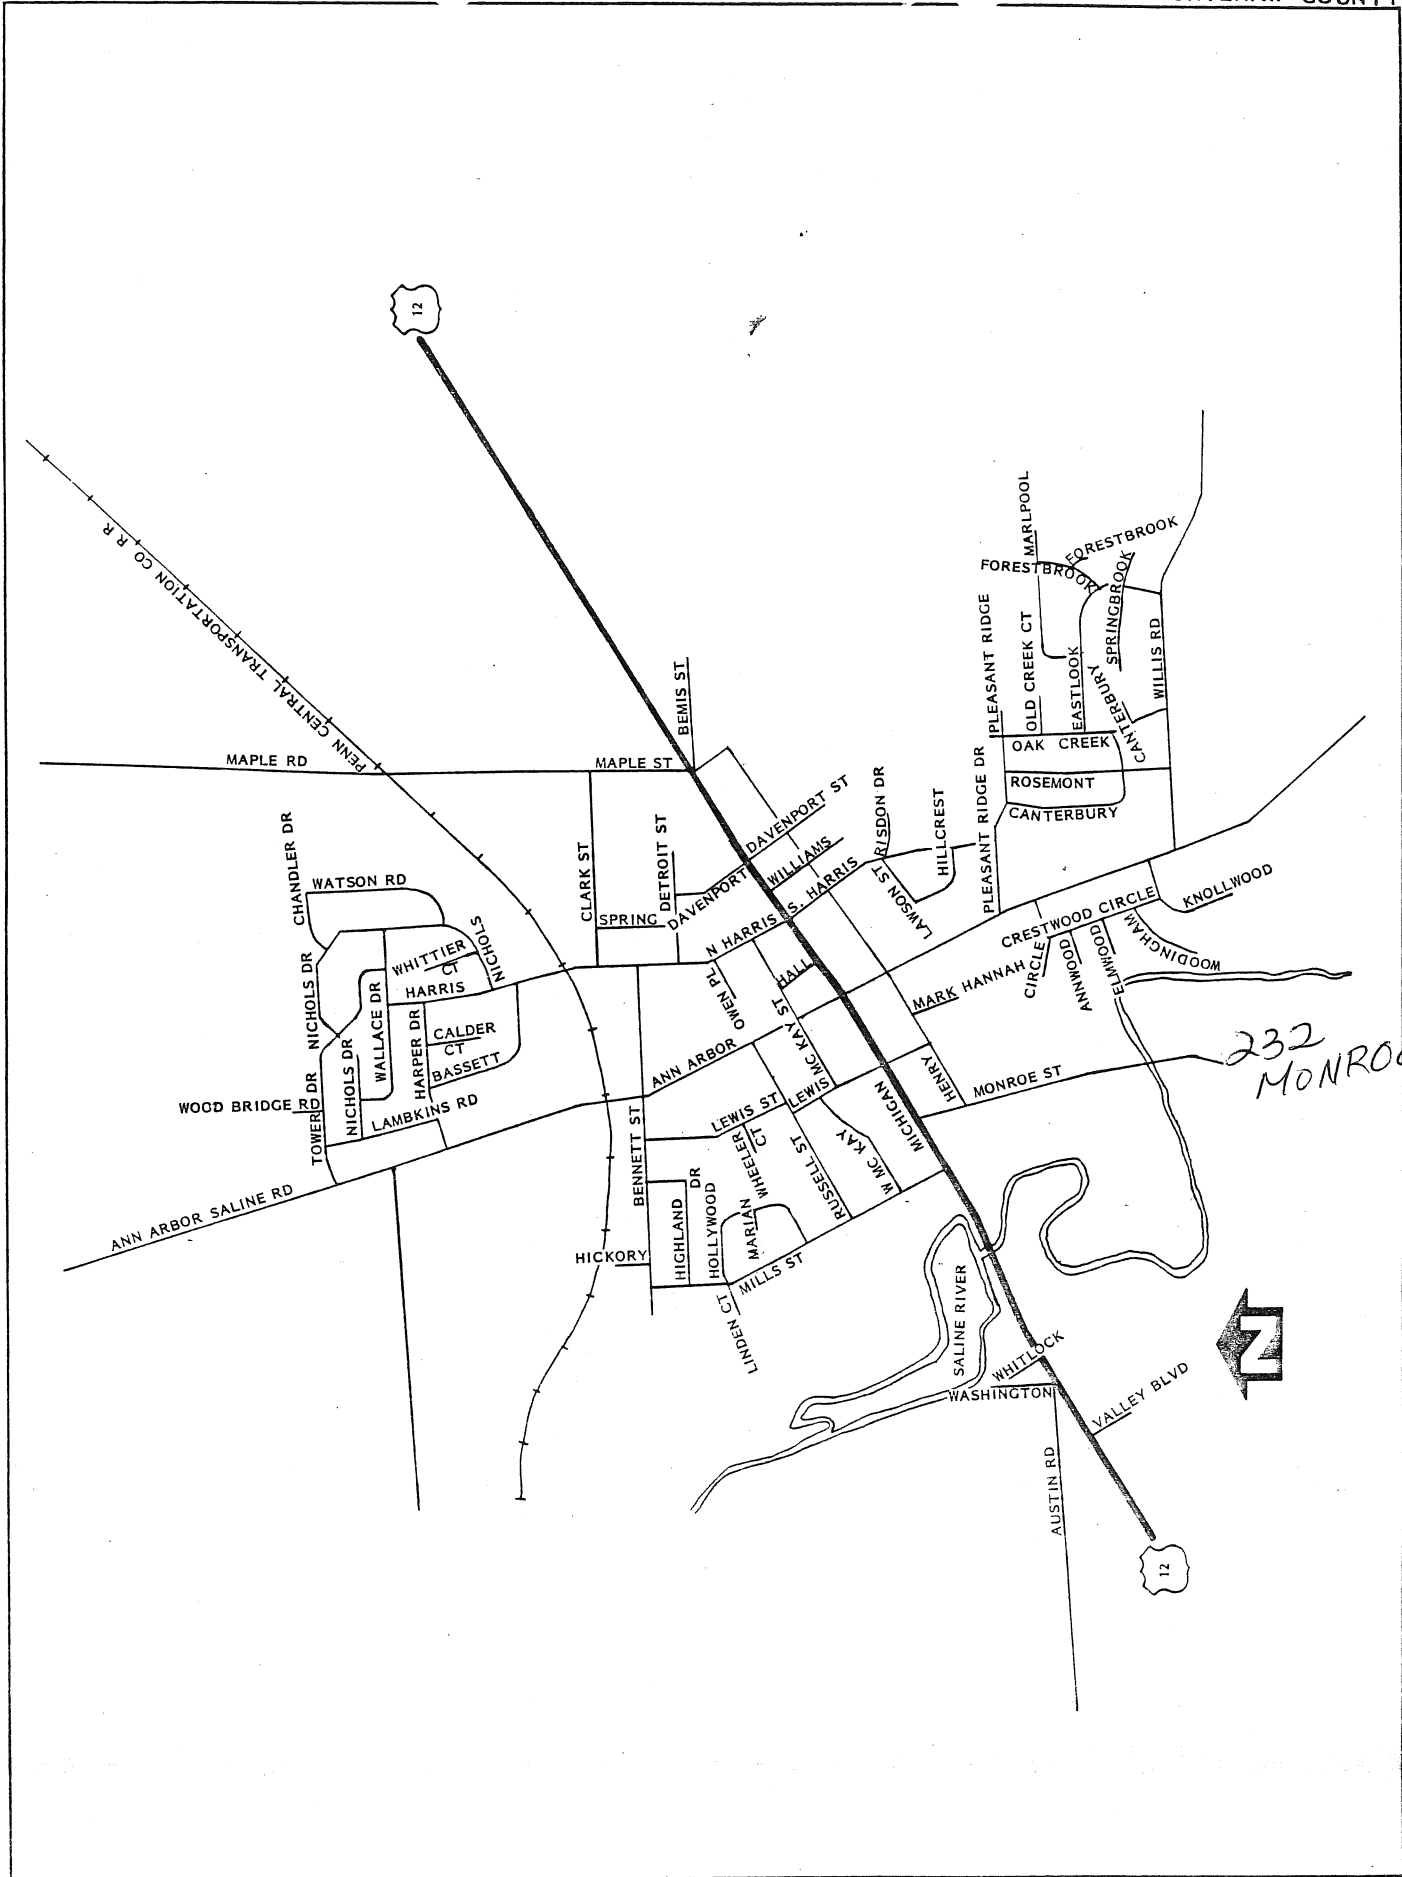 COUNTY
12
PENN CENTRAL TRANSPORTATION CO R R
MARLPOOL
FORESTBROOK
FORESTBROOK
SPRINGBROOK
PLEASANT RIDGE
OLD CREEK CT
EASTLOOK
CANTERBURY
WILLIS RD
BEMIS ST
OAK CREEK
MAPLE RD
MAPLE ST
ROSEMONT
CANTERBURY
PLEASANT RIDGE DR
DAVENPORT ST
RISDON DR
HILLCREST
WILLIAMS
CHANDLER DR
WATSON RD
CLARK ST
DETROIT ST
SPRING
DAVENPORT
S. HARRIS
LAWSON ST
N HARRIS
NICHOLS
NICHOLS DR
WHITTIER
CT
HARRIS
WALLACE DR
HARPER DR
CALDER
CT
BASSETT
NICHOLS DR
OWEN PL
HALL
MC KAY ST
CRESTWOOD CIRCLE
KNOLLWOOD
MARK HANNAH
CIRCLE
ANNWOOD
ELMWOOD
WOODINGHAM
ANN ARBOR
WOOD BRIDGE RD
TOWER DR
LAMBKINS RD
LEWIS
LEWIS ST
HENRY
MONROE ST
232
MONROE
MICHIGAN
BENNETT ST
WHEELER
CT
RUSSELL ST
W MC KAY
ANN ARBOR SALINE RD
HIGHLAND
DR
HOLLYWOOD
MARIAN
HICKORY
MILLS ST
LINDEN CT
SALINE RIVER
WHITLOCK
WASHINGTON
VALLEY BLVD
N
AUSTIN RD
12